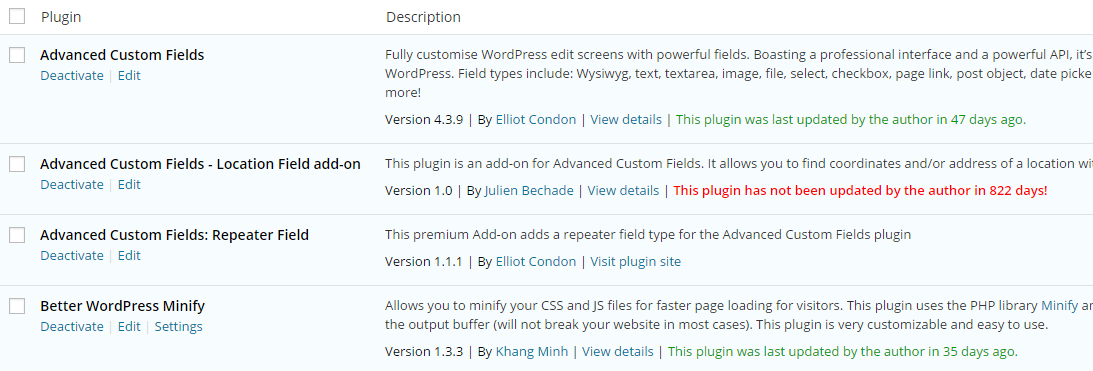 Plugin Description
Advanced Custom Fields
Deactivate | Edit
Fully customise WordPress edit screens with powerful fields. Boasting a professional interface and a powerful API, it's
WordPress. Field types include: Wysiwyg, text, textarea, image, file, select, checkbox, page link, post object, date picke
more!
Version 4.3.9 | By Elliot Condon | View details | This plugin was last updated by the author in 47 days ago.
Advanced Custom Fields - Location Field add-on
Deactivate | Edit
This plugin is an add-on for Advanced Custom Fields. It allows you to find coordinates and/or address of a location wi
Version 1.0 | By Julien Bechade | View details | This plugin has not been updated by the author in 822 days!
Advanced Custom Fields: Repeater Field
Deactivate | Edit
This premium Add-on adds a repeater field type for the Advanced Custom Fields plugin
Version 1.1.1 | By Elliot Condon | Visit plugin site
Better WordPress Minify
Deactivate | Edit | Settings
Allows you to minify your CSS and JS files for faster page loading for visitors. This plugin uses the PHP library Minify a
the output buffer (will not break your website in most cases). This plugin is very customizable and easy to use.
Version 1.3.3 | By Khang Minh | View details | This plugin was last updated by the author in 35 days ago.